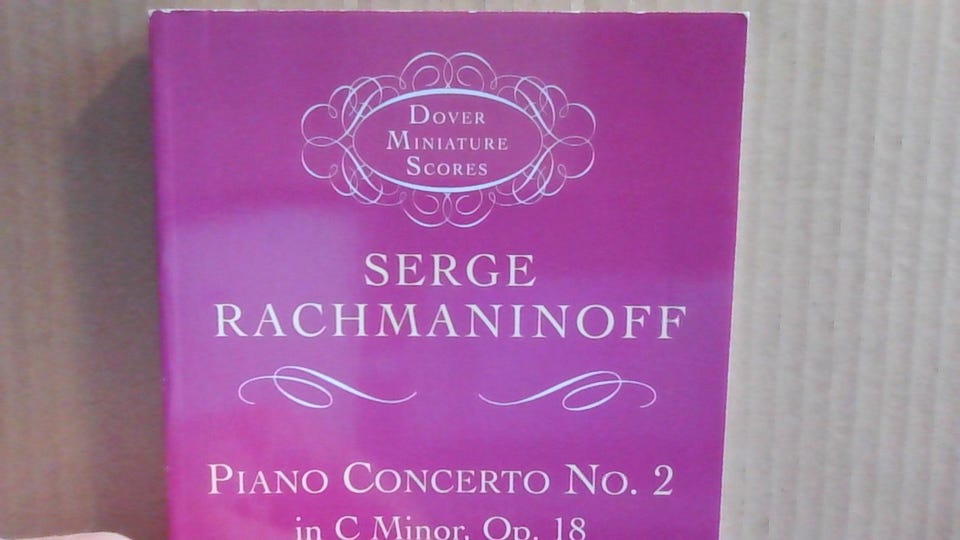 DOVER
MINIATURE
SCORES
SERGE
RACHMANINOFF
PIANO CONCERTO NO. 2
in C Minor, Op. 18